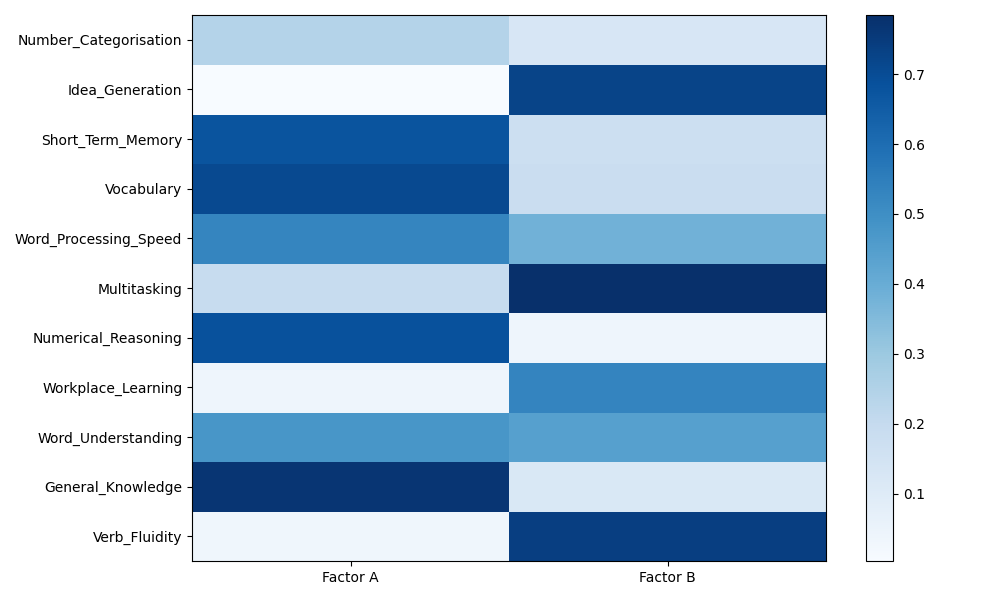 Number_Categorisation
Idea_Generation
Short_Term_Memory
Vocabulary
Word_Processing_Speed
Multitasking
Numerical_Reasoning
Workplace_Learning
Word_Understanding
General_Knowledge
Verb_Fluidity
Factor A
Factor B
0.7
0.6
0.5
0.4
0.3
0.2
0.1